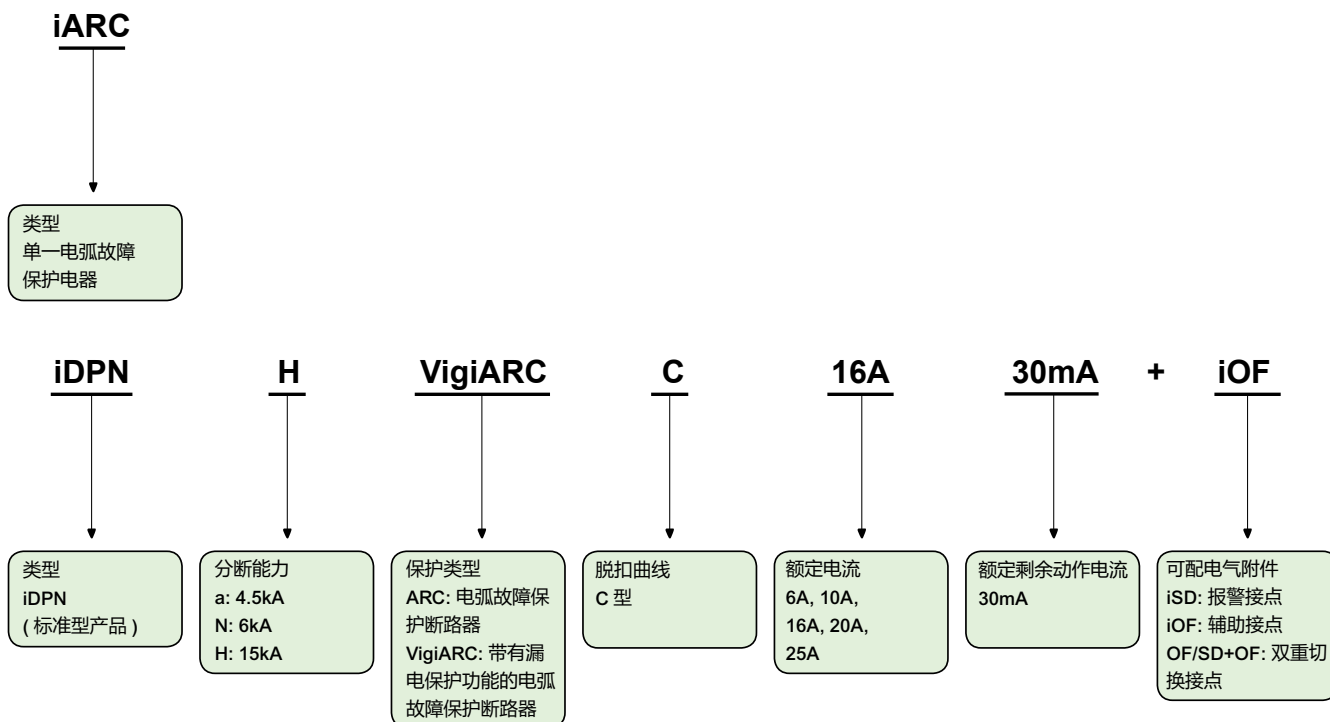 iARC
类型
单一电弧故障
保护电器
iDPN H VigiARC C 16A 30mA + iOF
类型
iDPN
( 标准型产品 )
分断能力
a: 4.5kA
N: 6kA
H: 15kA
保护类型
ARC: 电弧故障保
护断路器
VigiARC: 带有漏
电保护功能的电弧
故障保护断路器
脱扣曲线
C 型
额定电流
6A, 10A,
16A, 20A,
25A
额定剩余动作电流
30mA
可配电气附件
iSD: 报警接点
iOF: 辅助接点
OF/SD+OF: 双重切
换接点